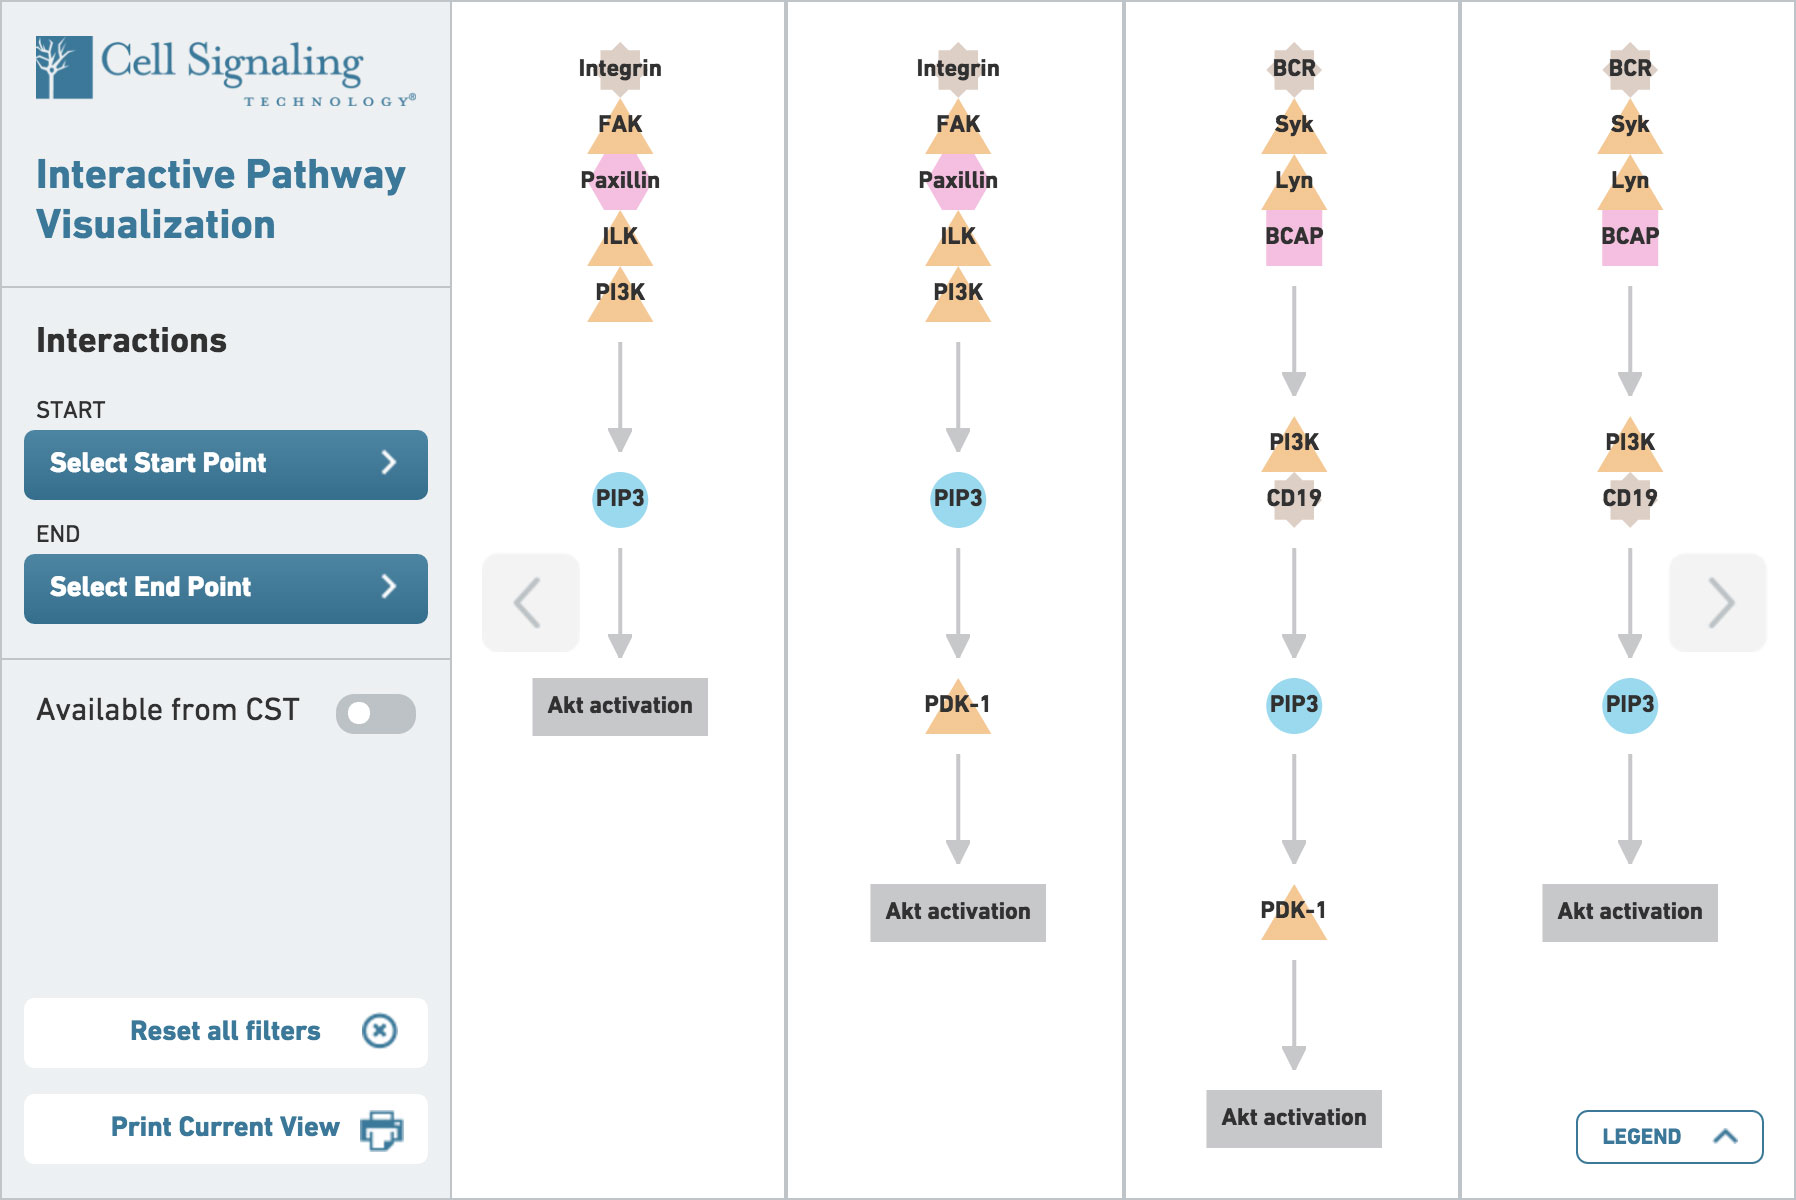 Cell Signaling
TECHNOLOGY®
Interactive Pathway
Visualization
Interactions
START
Select Start Point
END
Select End Point
Available from CST
Reset all filters
Print Current View
Integrin
FAK
Paxillin
ILK
PI3K
PIP3
Akt activation
Integrin
FAK
Paxillin
ILK
PI3K
PIP3
PDK-1
Akt activation
BCR
Syk
Lyn
BCAP
PI3K
CD19
PIP3
PDK-1
Akt activation
BCR
Syk
Lyn
BCAP
PI3K
CD19
PIP3
Akt activation
LEGEND